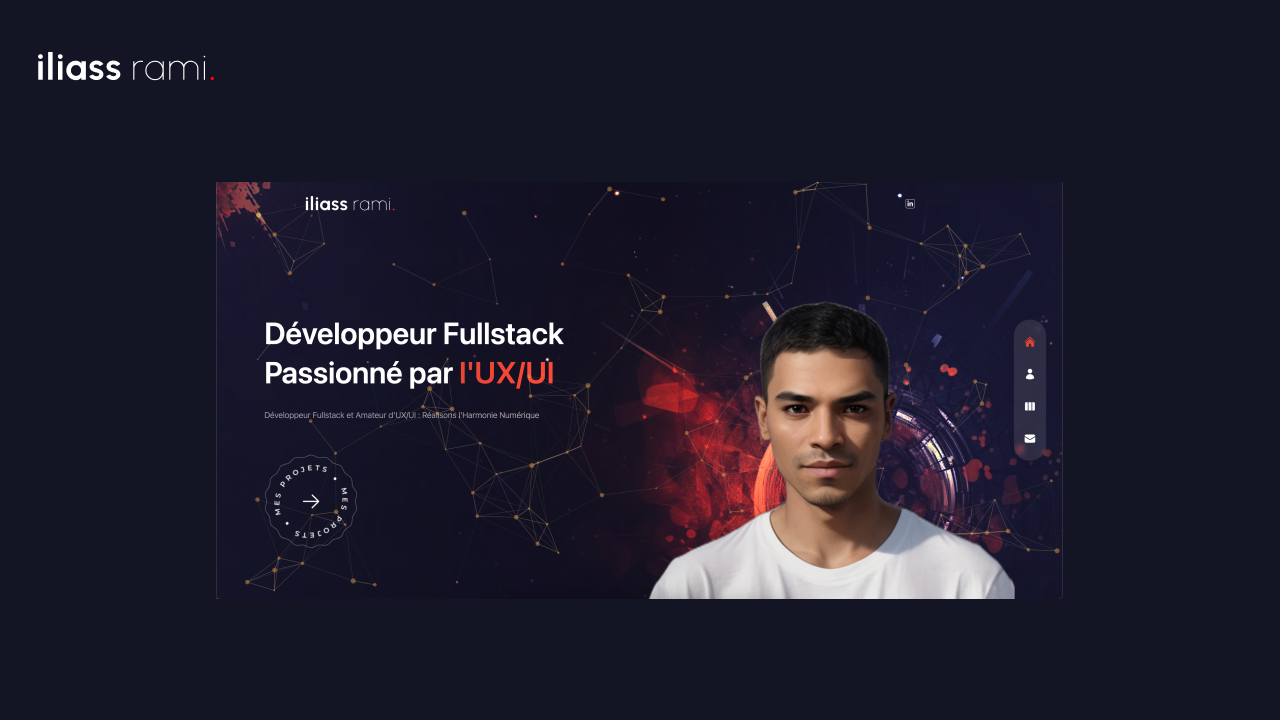 iliass rami.
iliass rami.
Développeur Fullstack
Passionné par l'UX/UI
Développeur Fullstack et Amateur d'UX/UI : Réalisons l'Harmonie Numérique
MES PROJETS • MES PROJETS •
in